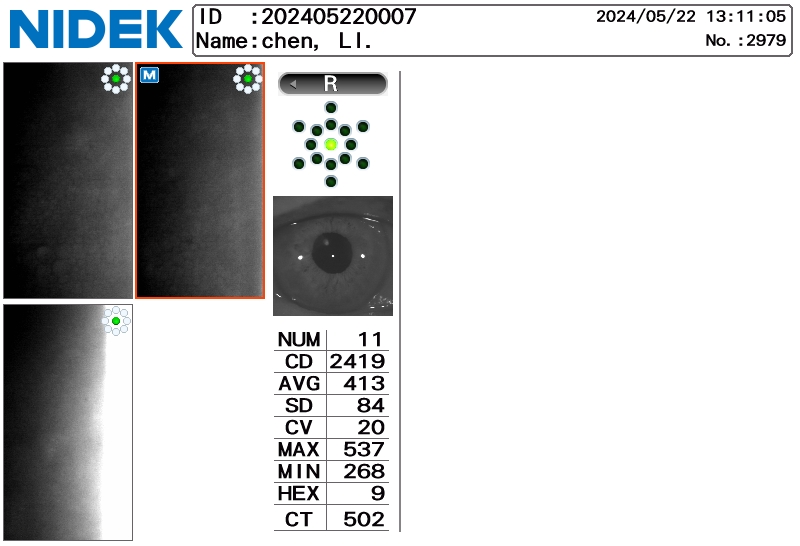 NIDEK
ID :202405220007
2024/05/22 13:11:05
Name:chen, LI.
No. :2979
M
R
NUM 11
CD 2419
AVG 413
SD 84
CV 20
MAX 537
MIN 268
HEX 9
CT 502